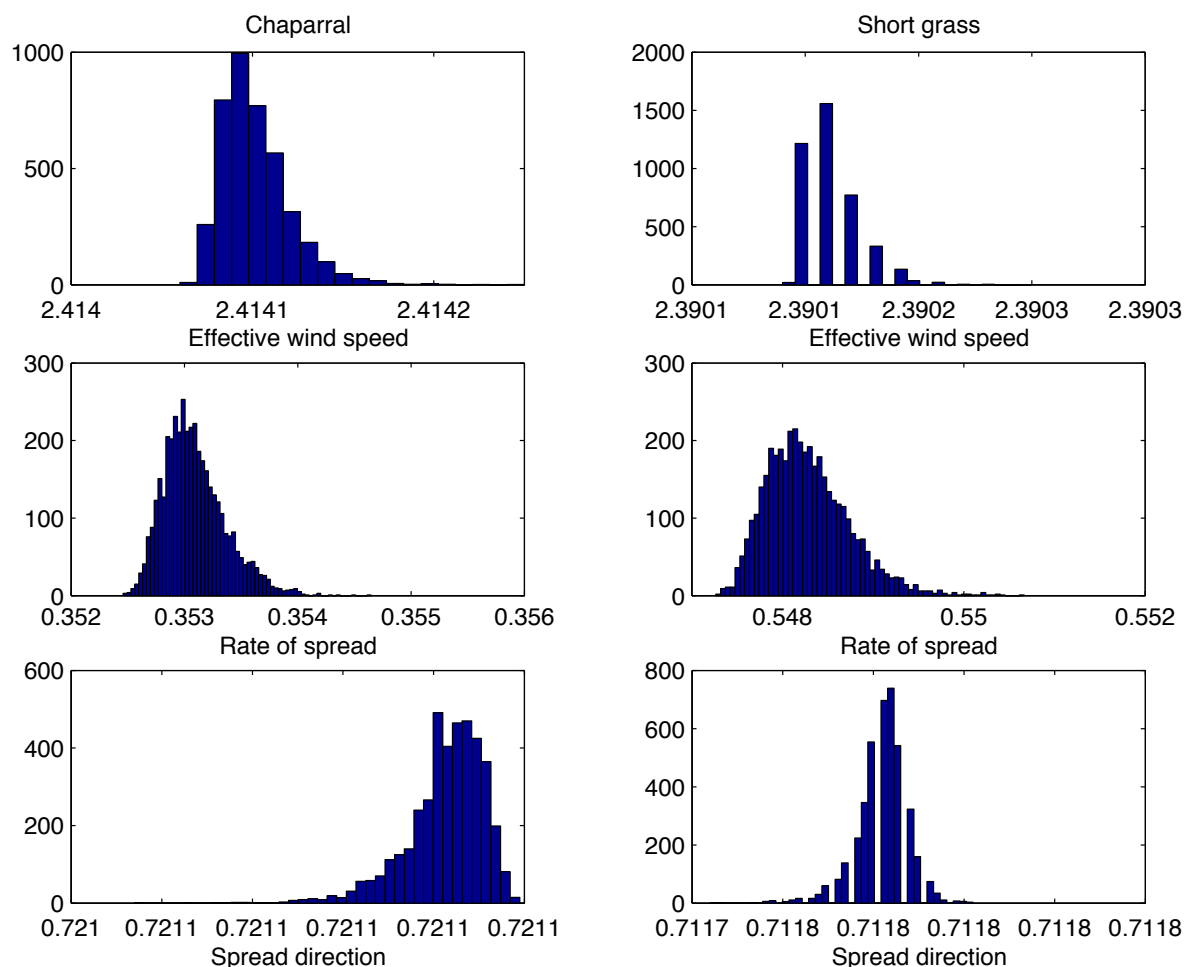 Chaparral
1000
500
0
2.414 2.4141 2.4142
Effective wind speed
Short grass
2000
1500
1000
500
0
2.3901 2.3901 2.3902 2.3903 2.3903
Effective wind speed
300
200
100
0
0.352 0.353 0.354 0.355 0.356
Rate of spread
300
200
100
0
0.548 0.55 0.552
Rate of spread
600
400
200
0
0.721 0.7211 0.7211 0.7211 0.7211 0.7211
Spread direction
800
600
400
200
0
0.7117 0.7118 0.7118 0.7118 0.7118 0.7118
Spread direction